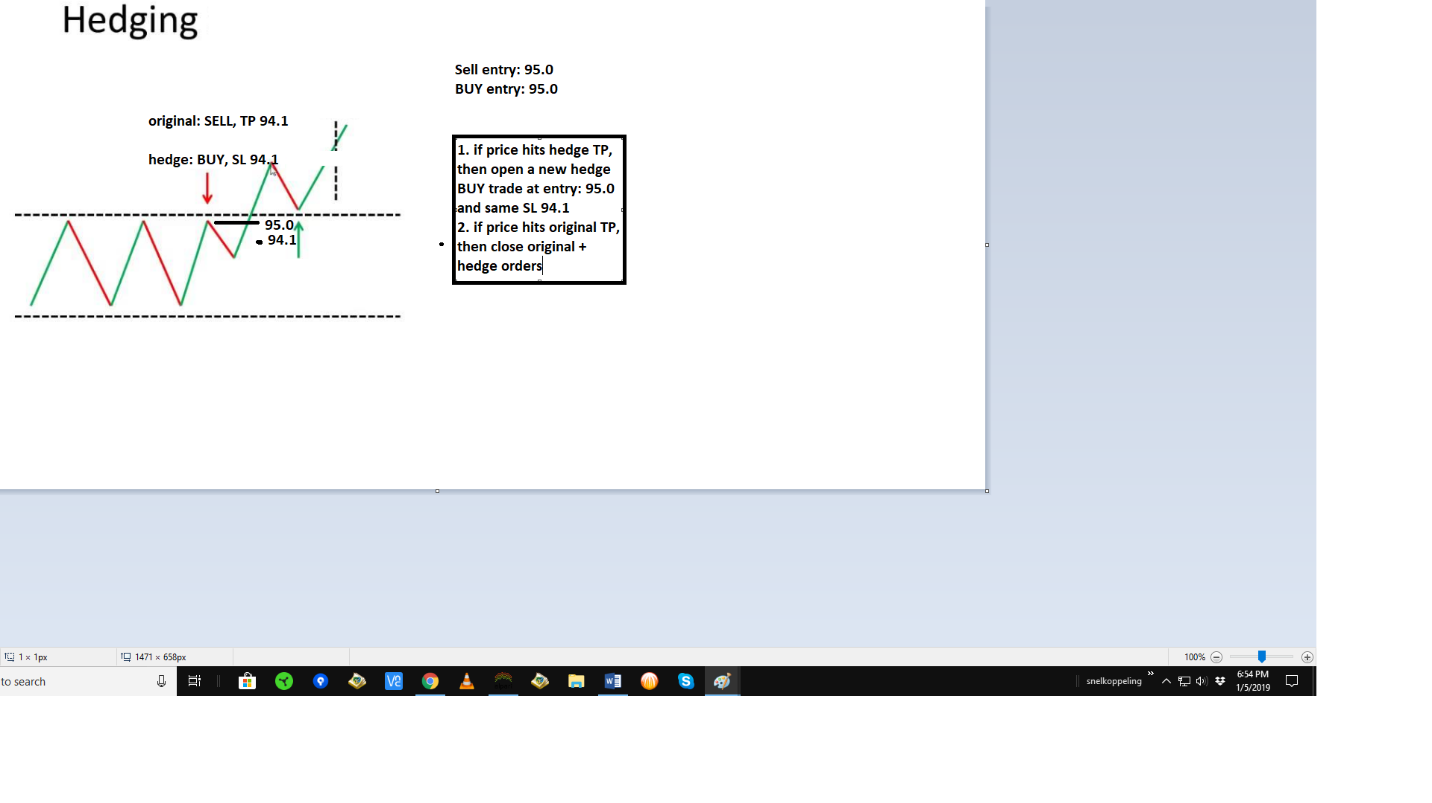 Hedging
Sell entry: 95.0
BUY entry: 95.0
original: SELL, TP 94.1
hedge: BUY, SL 94.1
1. if price hits hedge TP,
then open a new hedge
BUY trade at entry: 95.0
and same SL 94.1
2. if price hits original TP,
then close original +
hedge orders
95.0
94.1
1 × 1px
1471 × 658px
100%
to search
snelkoppeling
6:54 PM
1/5/2019